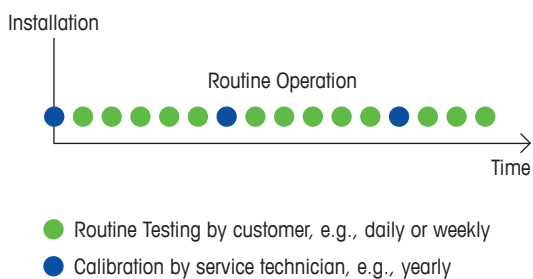 Installation
Routine Operation
Time
Routine Testing by customer, e.g., daily or weekly
Calibration by service technician, e.g., yearly